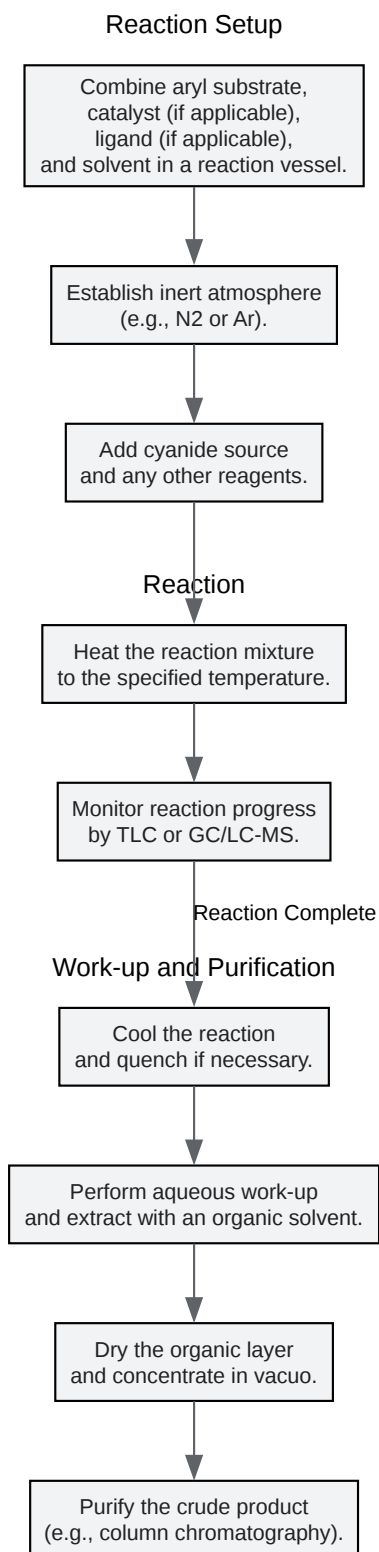 Reaction Setup
Combine aryl substrate,
catalyst (if applicable),
ligand (if applicable),
and solvent in a reaction vessel.
Establish inert atmosphere
(e.g., N2 or Ar).
Add cyanide source
and any other reagents.
Reaction
Heat the reaction mixture
to the specified temperature.
Monitor reaction progress
by TLC or GC/LC-MS.
Reaction Complete
Work-up and Purification
Cool the reaction
and quench if necessary.
Perform aqueous work-up
and extract with an organic solvent.
Dry the organic layer
and concentrate in vacuo.
Purify the crude product
(e.g., column chromatography).